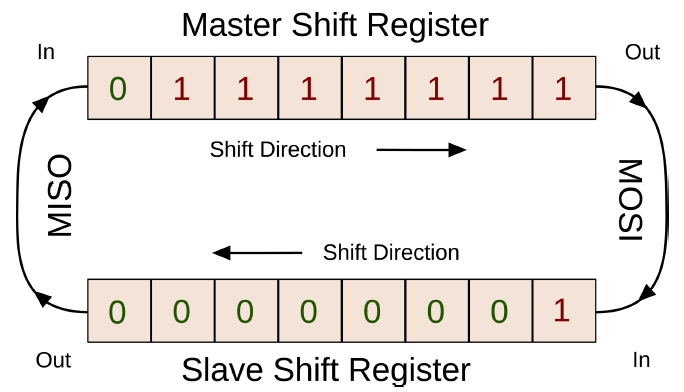 Master Shift Register
In
Out
0 1 1 1 1 1 1 1
Shift Direction
MISO
MOSI
Shift Direction
0 0 0 0 0 0 0 1
Out
In
Slave Shift Register